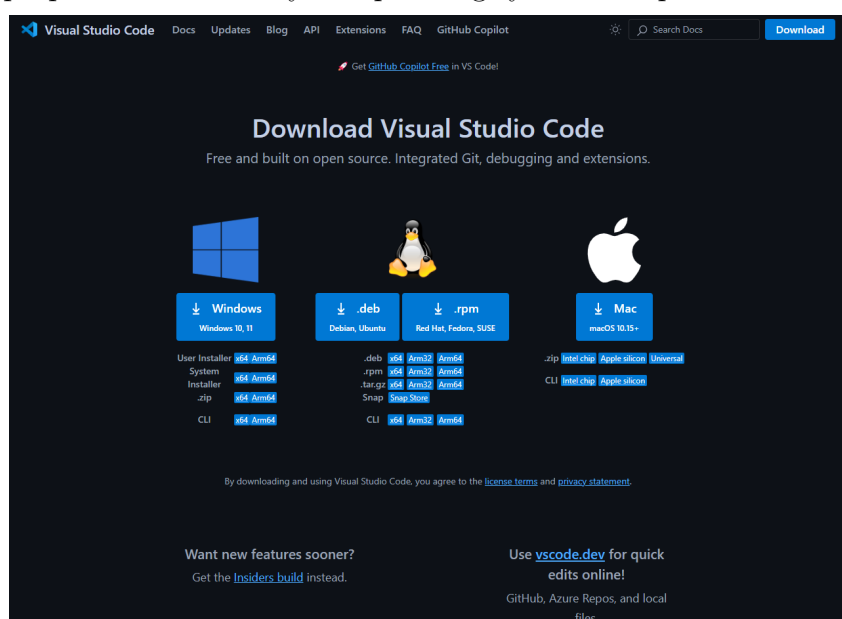 Visual Studio Code Docs Updates Blog API Extensions FAQ GitHub Copilot Search Docs Download
🚀 Get GitHub Copilot Free in VS Code!
Download Visual Studio Code
Free and built on open source. Integrated Git, debugging and extensions.
Windows
Windows 10, 11
User Installer x64 Arm64
System
Installer x64 Arm64
.zip x64 Arm64
CLI x64 Arm64
.deb
Debian, Ubuntu
.rpm
Red Hat, Fedora, SUSE
.deb x64 Arm32 Arm64
.rpm x64 Arm32 Arm64
.tar.gz x64 Arm32 Arm64
Snap Snap Store
CLI x64 Arm32 Arm64
Mac
macOS 10.15+
.zip Intel chip Apple silicon Universal
CLI Intel chip Apple silicon
By downloading and using Visual Studio Code, you agree to the license terms and privacy statement.
Want new features sooner?
Get the Insiders build instead.
Use vscode.dev for quick
edits online!
GitHub, Azure Repos, and local
files.